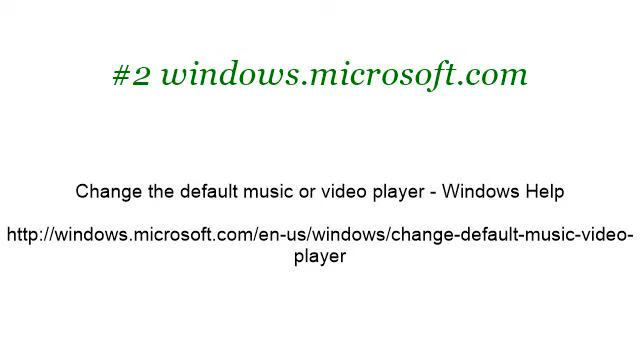 #2 windows.microsoft.com
Change the default music or video player - Windows Help
http://windows.microsoft.com/en-us/windows/change-default-music-video-
player